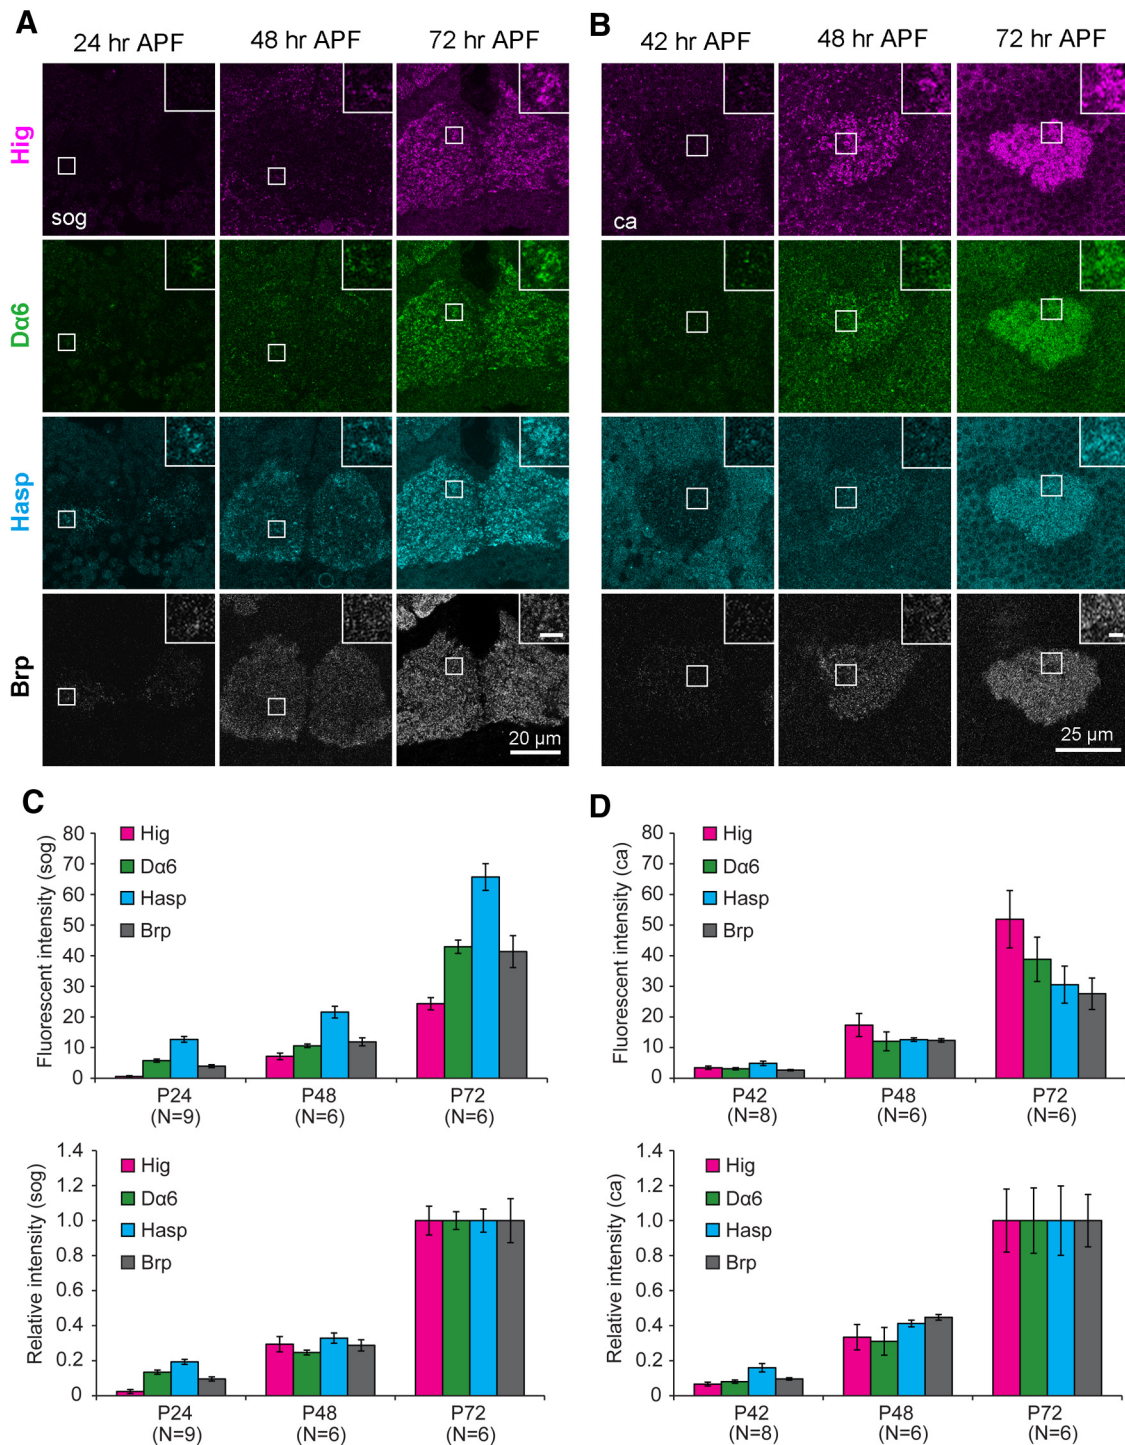 A
24 hr APF
48 hr APF
72 hr APF
Hig
sog
Dα6
Hasp
Brp
20 µm
B
42 hr APF
48 hr APF
72 hr APF
ca
25 µm
C
Fluorescent intensity (sog)
80
70
60
50
40
30
20
10
0
Hig
Dα6
Hasp
Brp
P24
P48
P72
(N=9)
(N=6)
(N=6)
Relative intensity (sog)
1.4
1.2
1.0
0.8
0.6
0.4
0.2
0
Hig
Dα6
Hasp
Brp
P24
P48
P72
(N=9)
(N=6)
(N=6)
D
Fluorescent intensity (ca)
80
70
60
50
40
30
20
10
0
Hig
Dα6
Hasp
Brp
P42
P48
P72
(N=8)
(N=6)
(N=6)
Relative intensity (ca)
1.4
1.2
1.0
0.8
0.6
0.4
0.2
0
Hig
Dα6
Hasp
Brp
P42
P48
P72
(N=8)
(N=6)
(N=6)